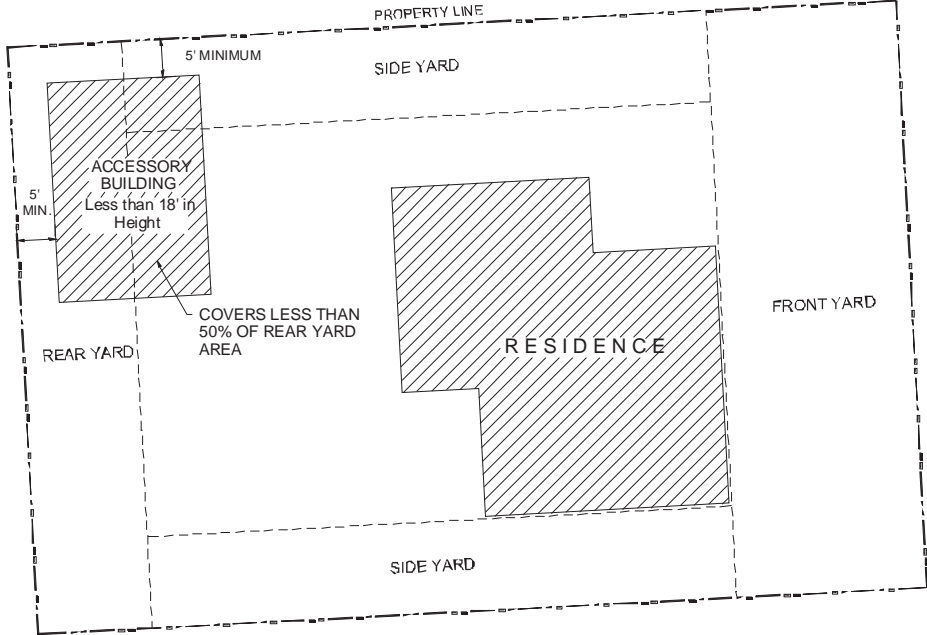 PROPERTY LINE
5' MINIMUM
SIDE YARD
ACCESSORY
BUILDING
Less than 18' in
Height
5'
MIN.
COVERS LESS THAN
50% OF REAR YARD
AREA
FRONT YARD
REAR YARD
RESIDENCE
SIDE YARD